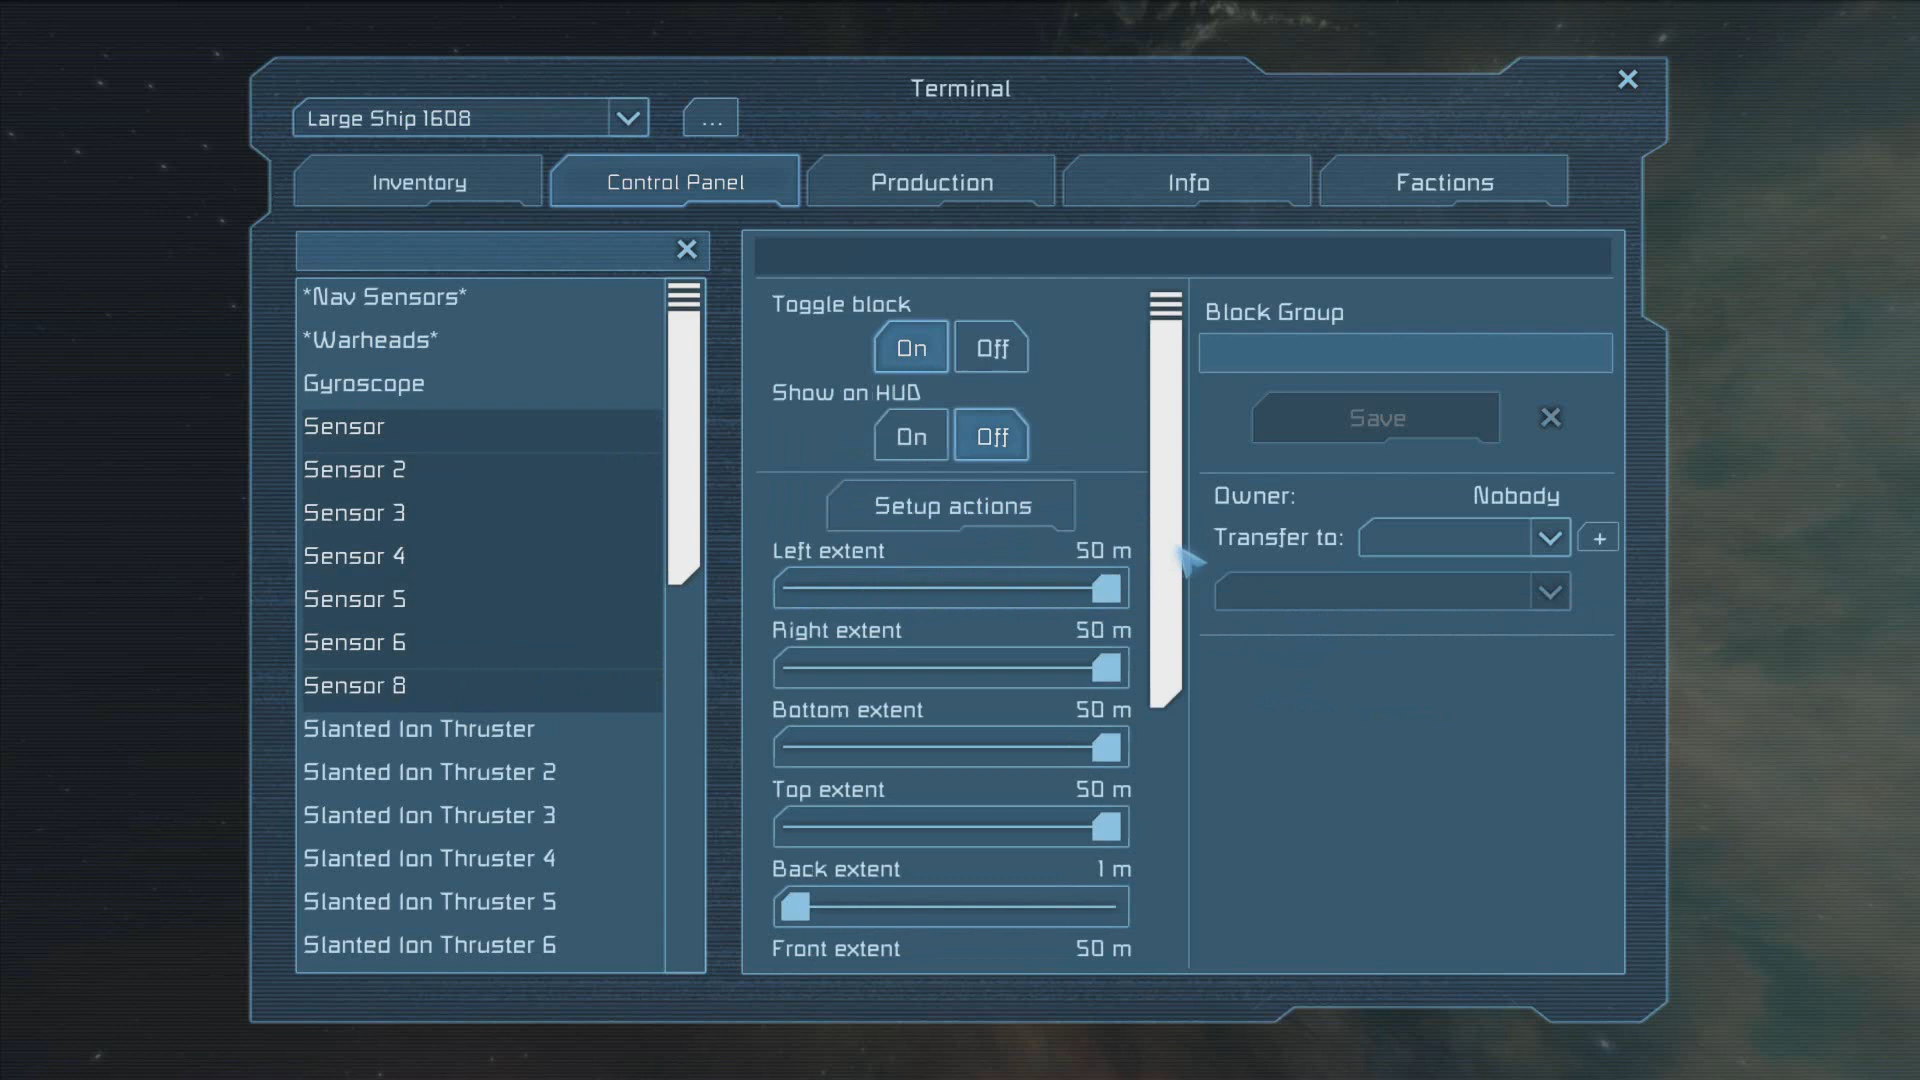 Terminal
Large Ship 1608
...
Inventory
Control Panel
Production
Info
Factions
*Nav Sensors*
*Warheads*
Gyroscope
Sensor
Sensor 2
Sensor 3
Sensor 4
Sensor 5
Sensor 6
Sensor 8
Slanted Ion Thruster
Slanted Ion Thruster 2
Slanted Ion Thruster 3
Slanted Ion Thruster 4
Slanted Ion Thruster 5
Slanted Ion Thruster 6
Toggle block
On Off
Show on HUD
On Off
Setup actions
Left extent 50 m
Right extent 50 m
Bottom extent 50 m
Top extent 50 m
Back extent 1 m
Front extent 50 m
Block Group
Save
Owner: Nobody
Transfer to:
+